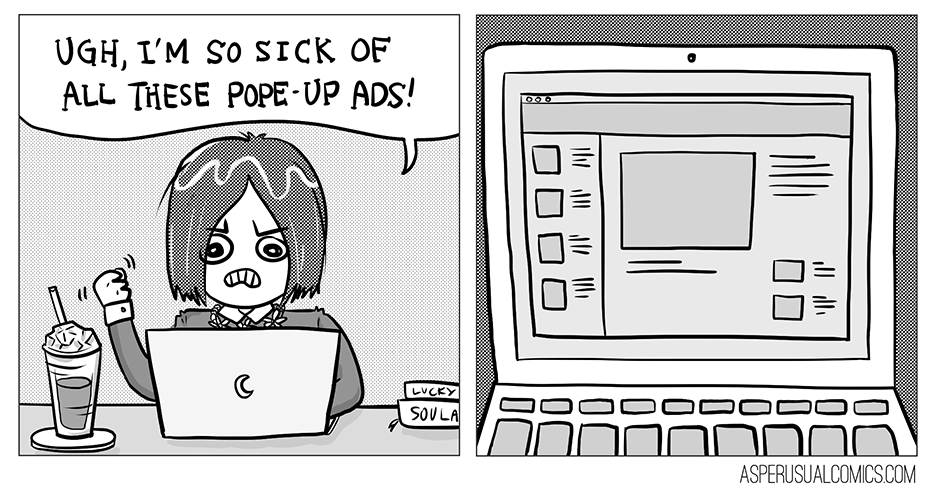 UGH, I'M SO SICK OF
ALL THESE POPE-UP ADS!
LUCKY
SOULA
ASPERUSUALCOMICS.COM